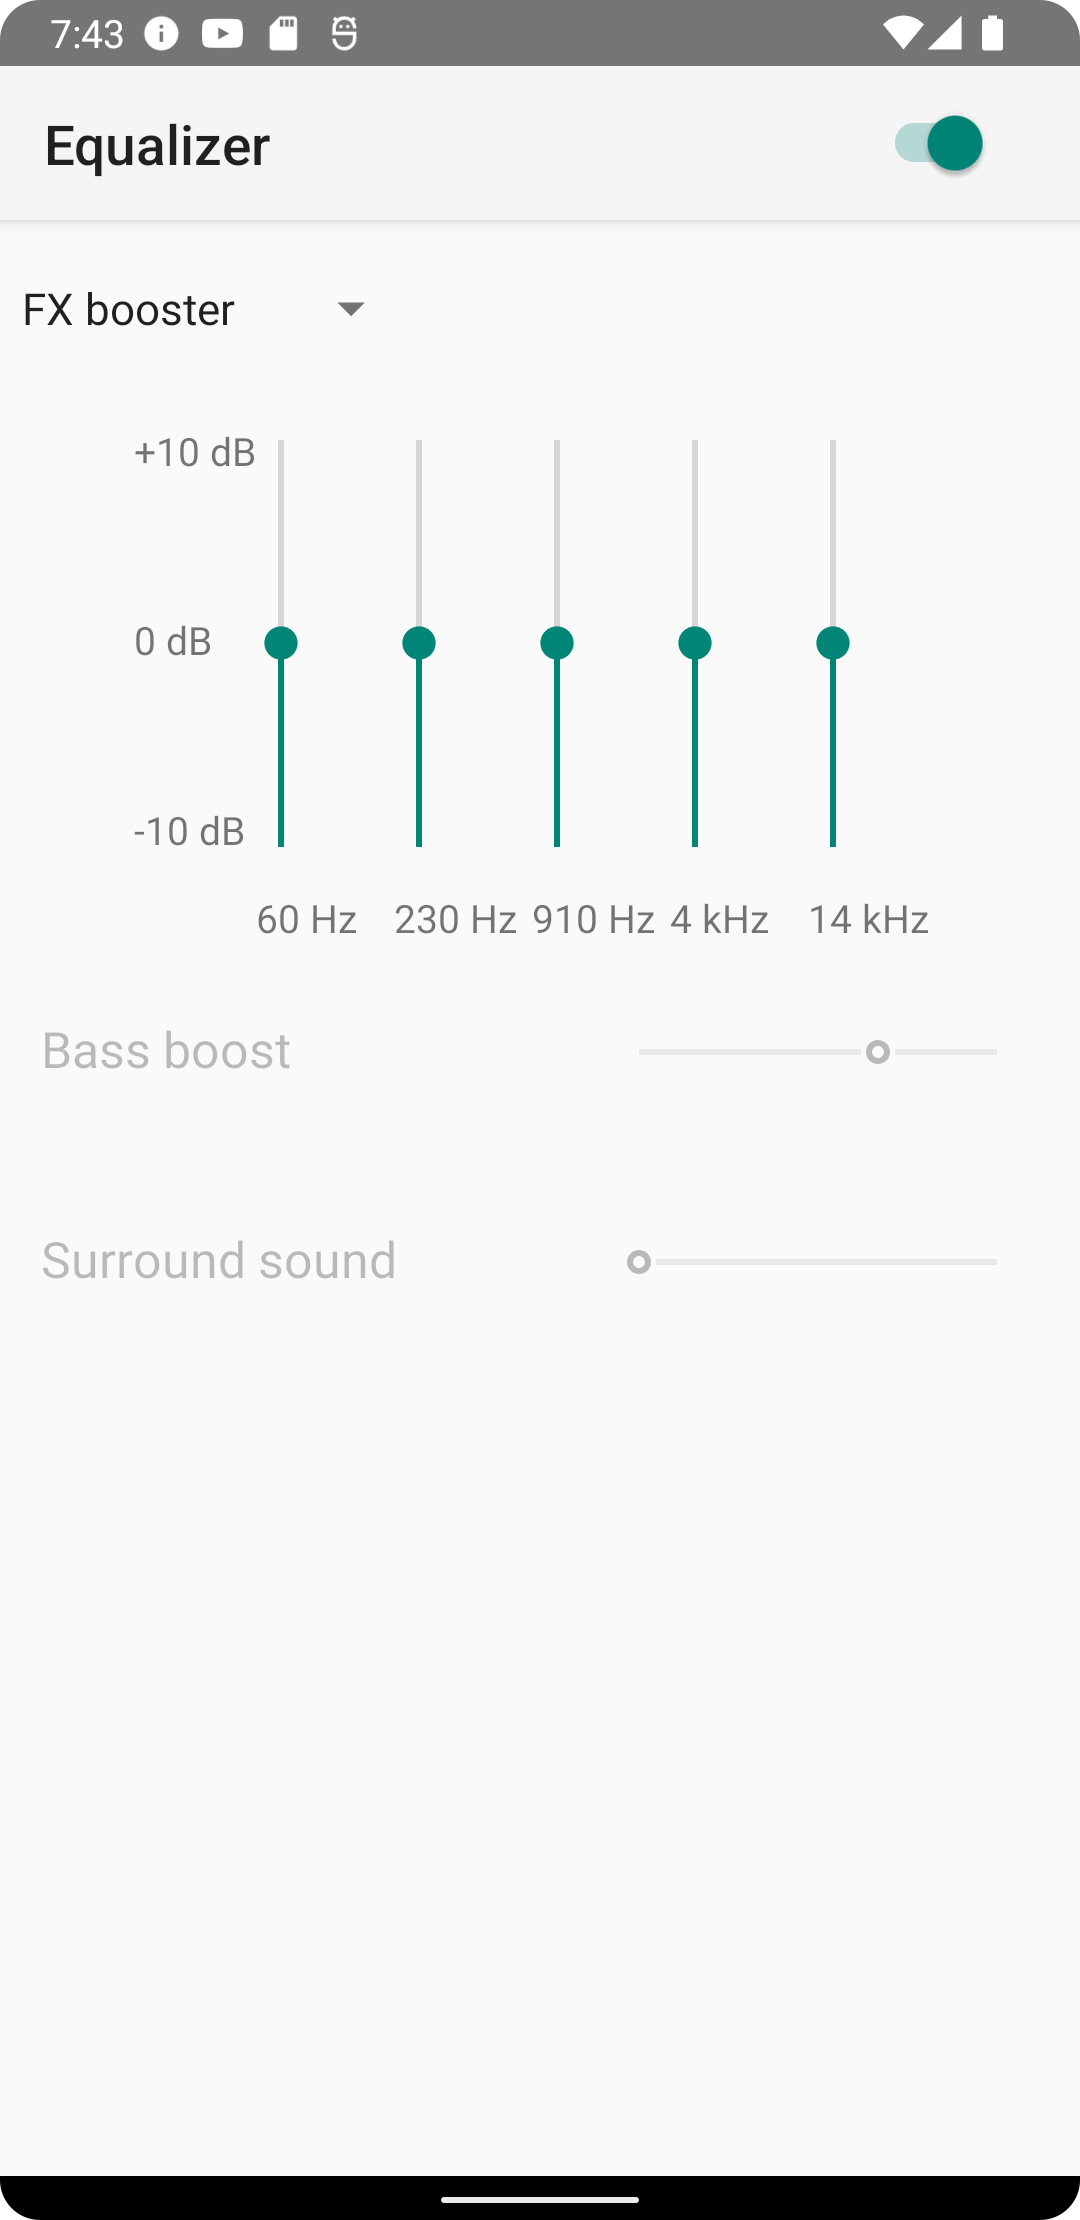 7:43
Equalizer
FX booster
+10 dB
0 dB
-10 dB
60 Hz 230 Hz 910 Hz 4 kHz 14 kHz
Bass boost
Surround sound